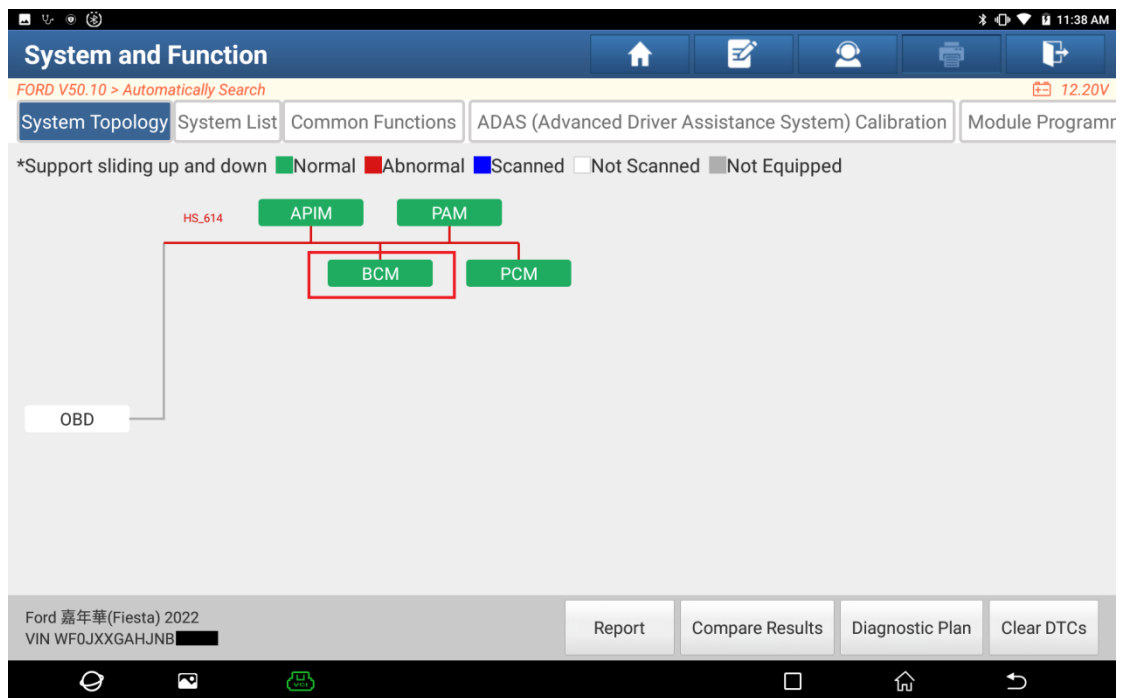 11:38 AM
System and Function
FORD V50.10 > Automatically Search
12.20V
System Topology System List Common Functions ADAS (Advanced Driver Assistance System) Calibration Module Programr
*Support sliding up and down Normal Abnormal Scanned Not Scanned Not Equipped
HS_614
APIM PAM
BCM PCM
OBD
Ford 嘉年華(Fiesta) 2022
VIN WF0JXXGAHJNB
Report Compare Results Diagnostic Plan Clear DTCs
VCI